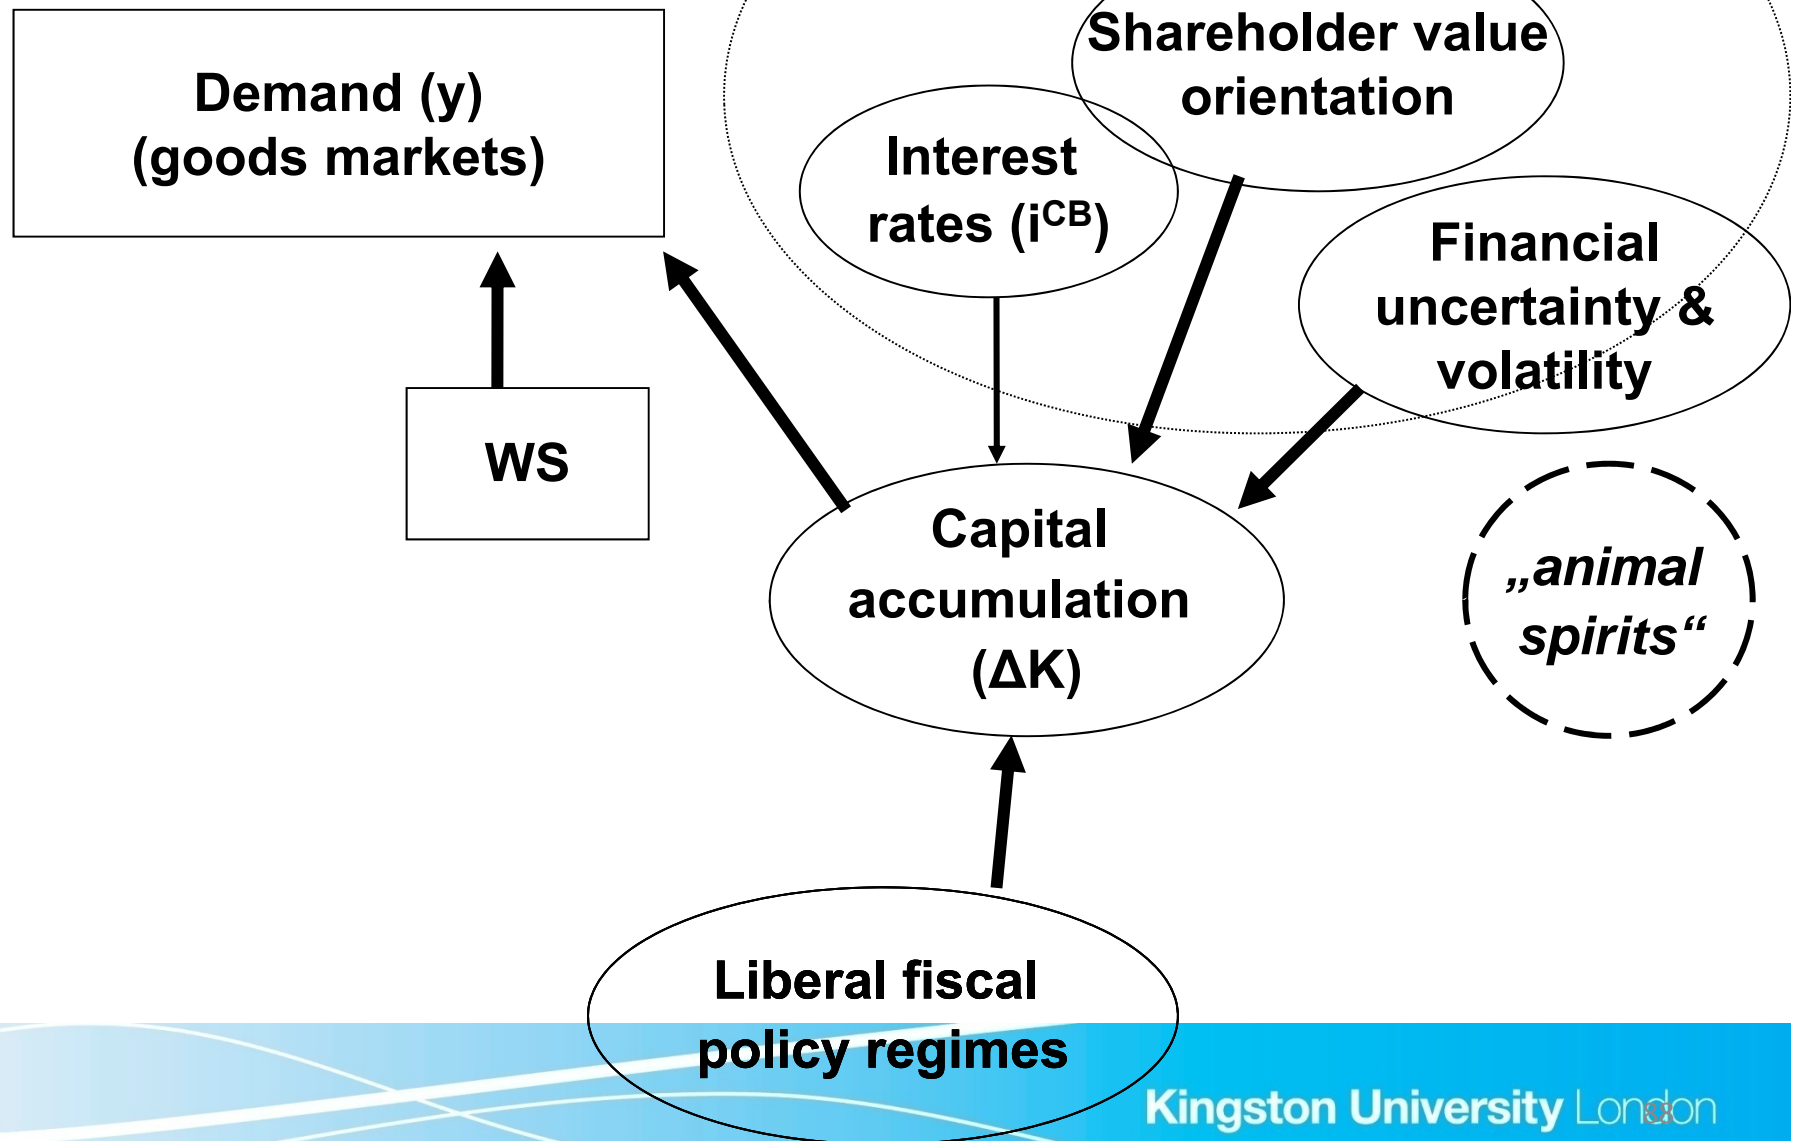 Shareholder value
orientation
Demand (y)
(goods markets)
Interest
rates (iᶜᴮ)
Financial
uncertainty &
volatility
WS
Capital
accumulation
(ΔK)
„animal
spirits“
Liberal fiscal
policy regimes
Kingston University London
88